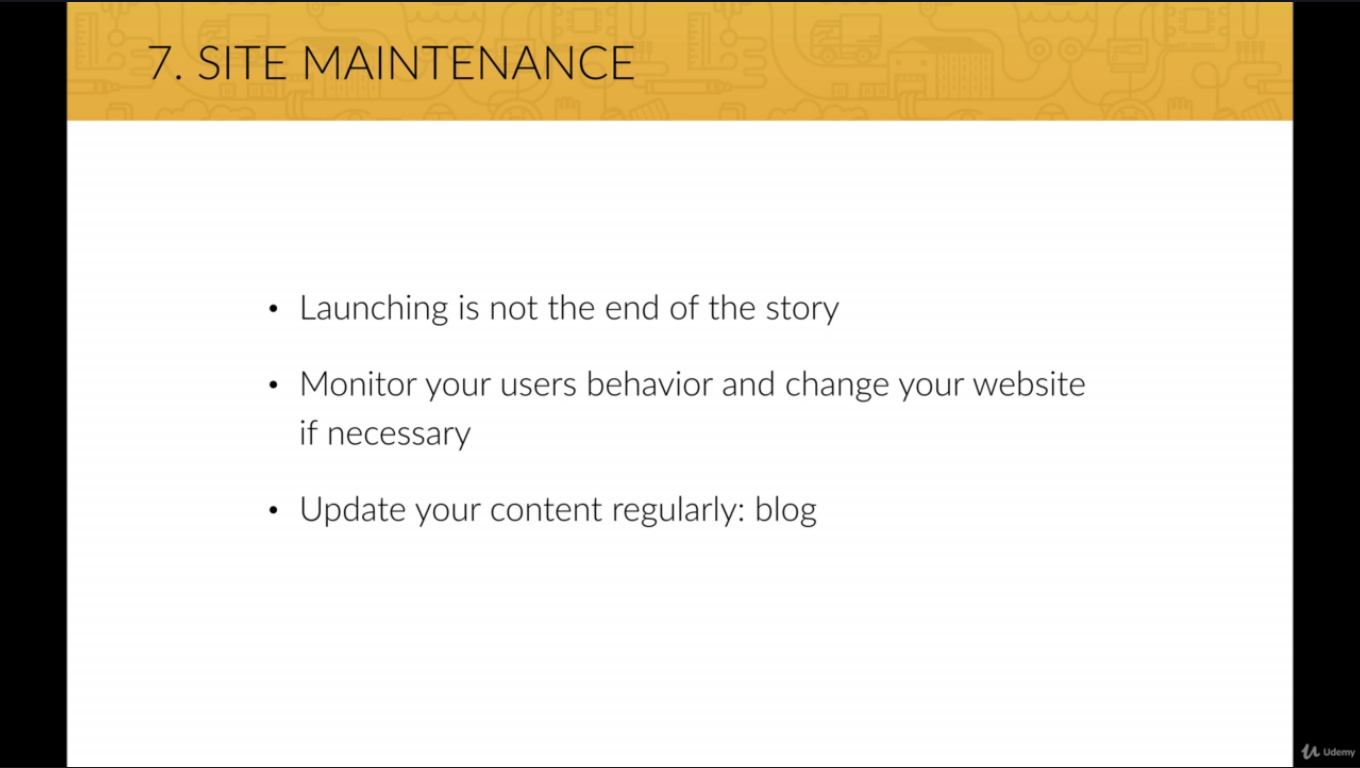 7. SITE MAINTENANCE
• Launching is not the end of the story
• Monitor your users behavior and change your website
if necessary
• Update your content regularly: blog
Udemy